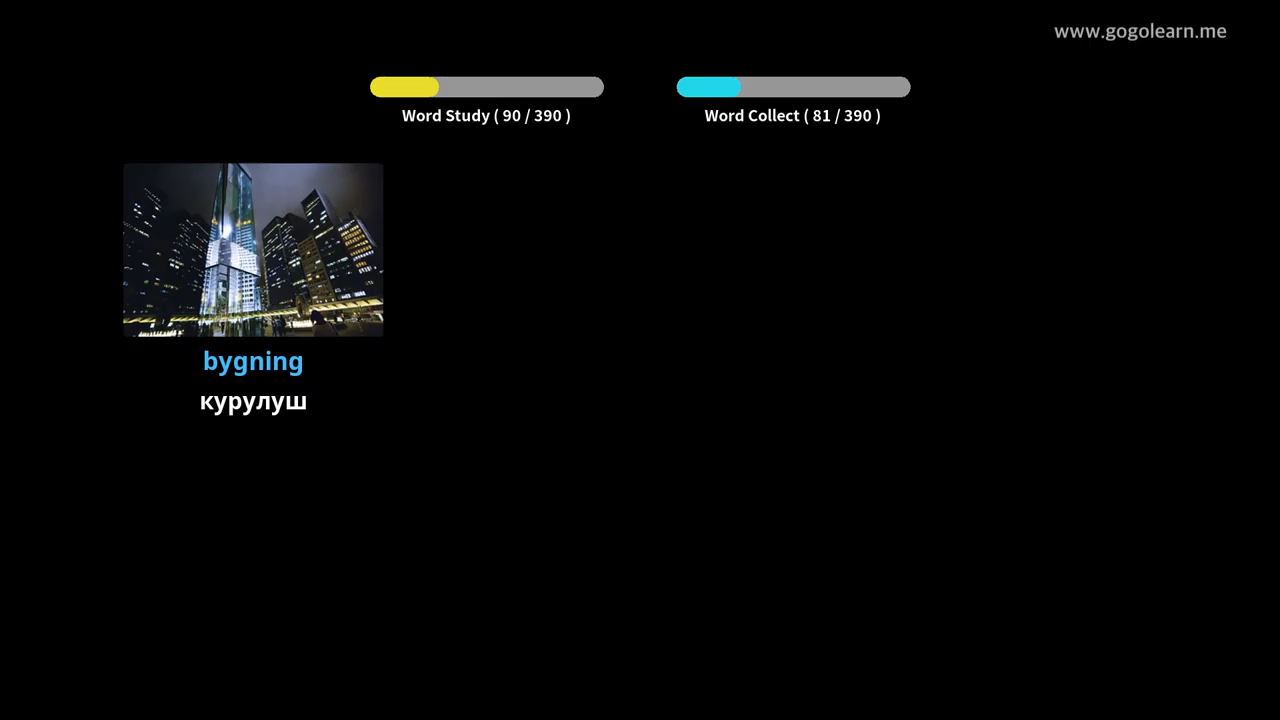 www.gogolearn.me
Word Study ( 90 / 390 )
Word Collect ( 81 / 390 )
bygning
курулуш